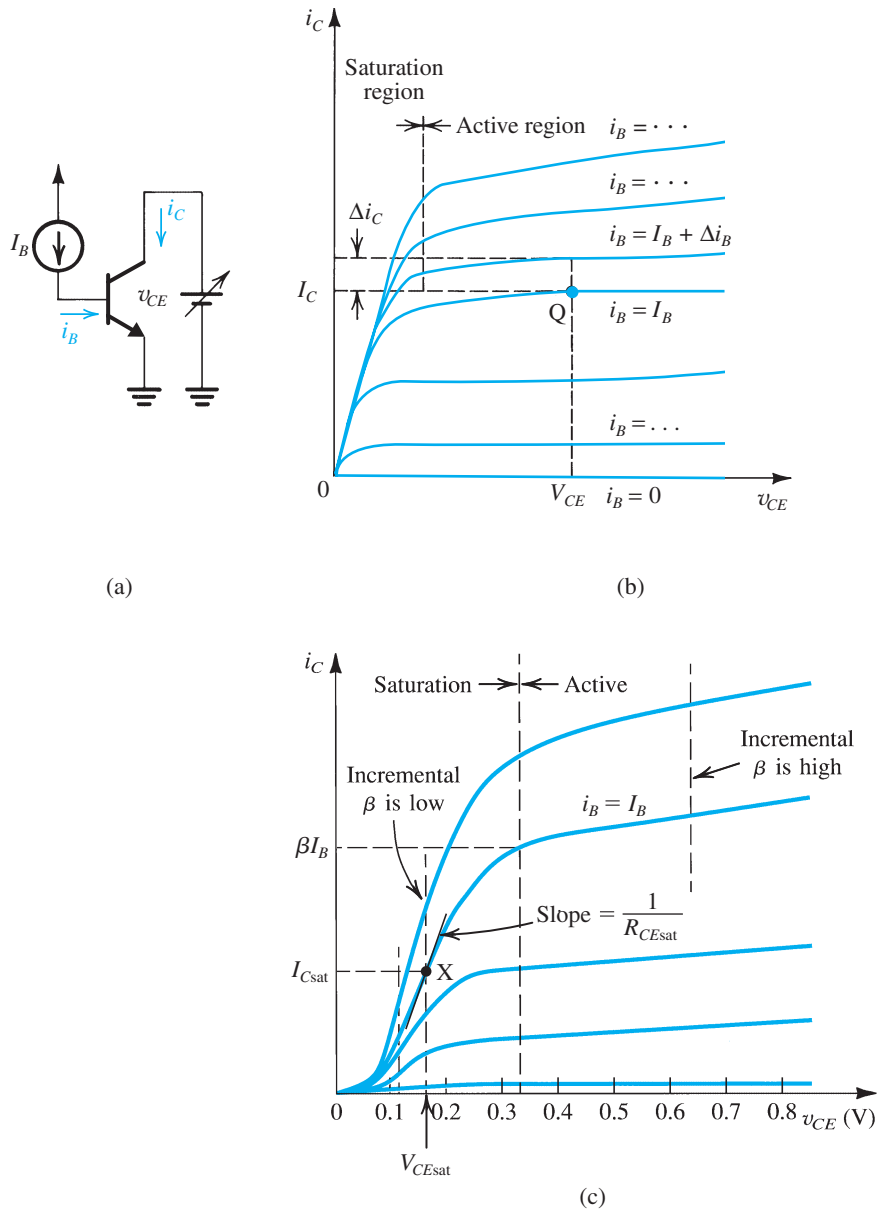 i_C
Saturation
region
Active region
i_B = · · ·
i_B = · · ·
Δi_C
i_B = I_B + Δi_B
I_C
Q
i_B = I_B
i_B = . . .
0
V_CE
i_B = 0
v_CE
I_B
i_C
v_CE
i_B
(a)
(b)
i_C
Saturation
Active
Incremental
β is low
Incremental
β is high
i_B = I_B
βI_B
Slope = 1/R_CEsat
I_Csat
X
0
0.1
0.2
0.3
0.4
0.5
0.6
0.7
0.8
v_CE (V)
V_CEsat
(c)